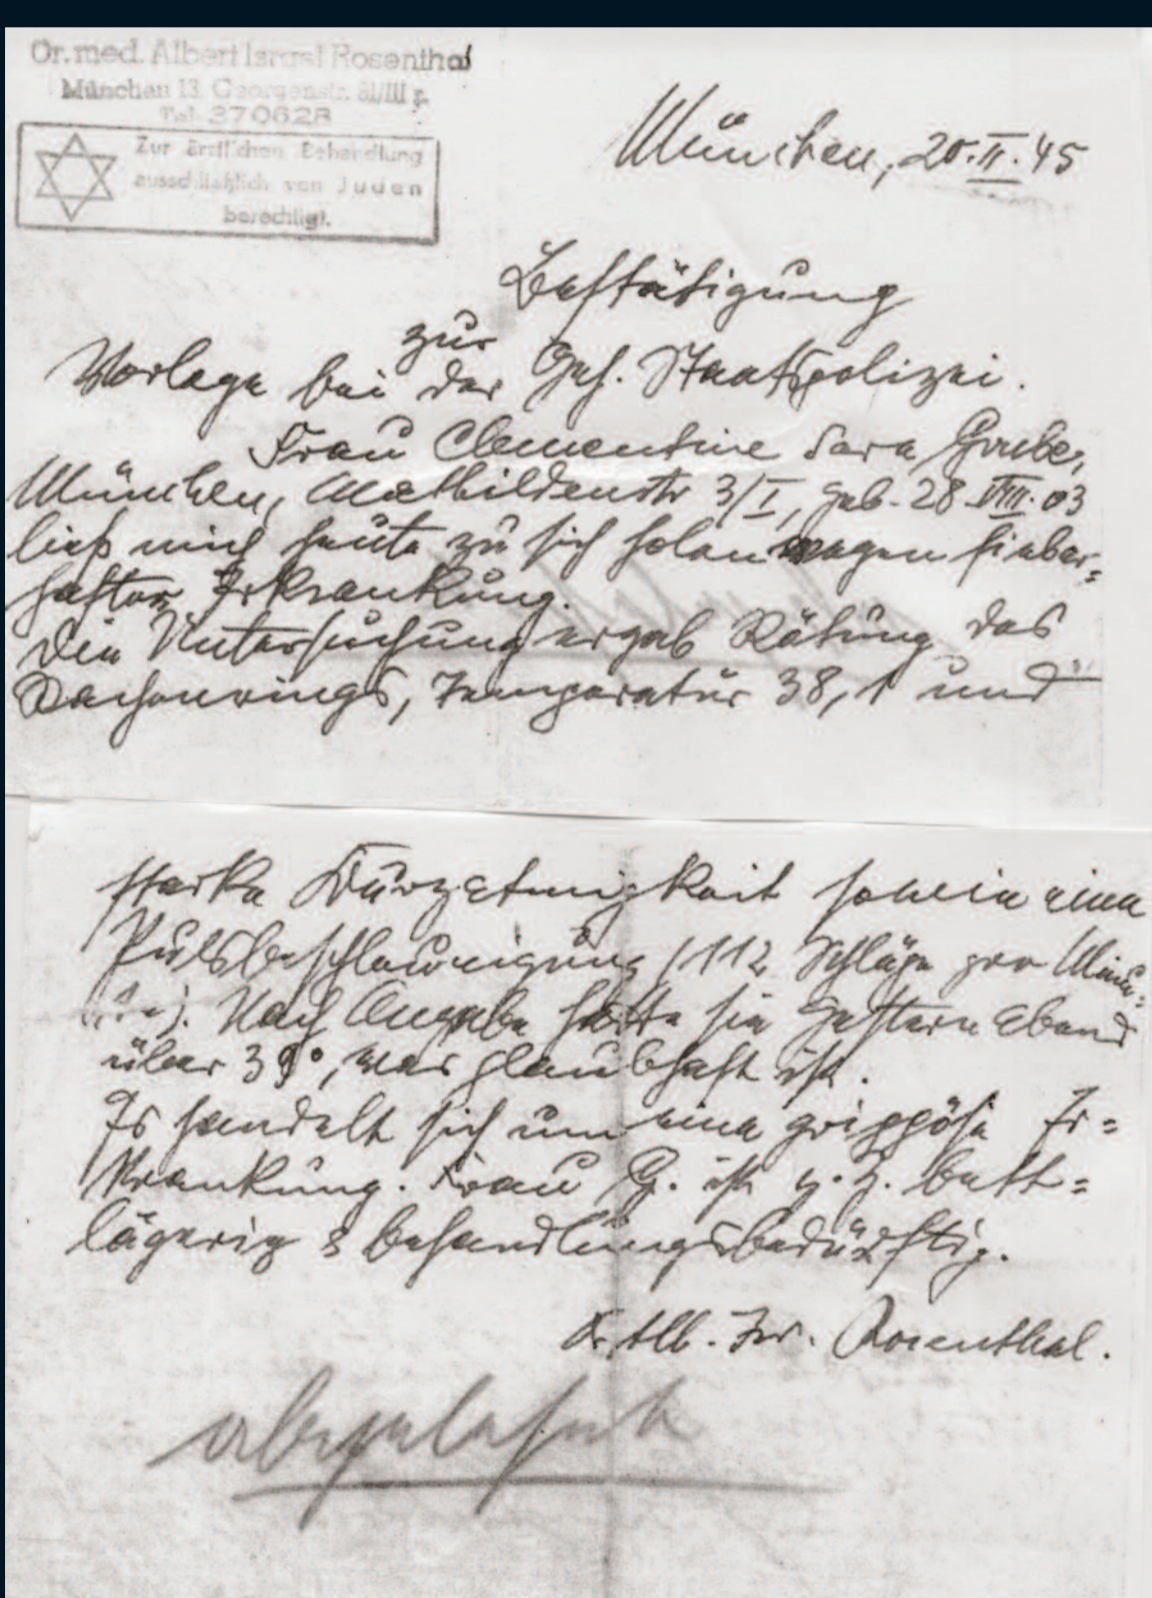 Dr. med. Albert Israel Rosenthal
München 13, Georgenstr. /III r.
Tel. 370628
Zur ärztlichen Behandlung
ausschließlich von Juden
berechtigt.
München, 20.II.45
Bestätigung
zur
Vorlage bei der Geh. Staatspolizei.
Frau Clementine Sara Grube,
München, Mathildenstr 3/I, geb. 28.VIII.03
ließ mich heute zu sich holen wegen fieber=
hafter Erkrankung.
Die Untersuchung ergab Rötung des
Rachenrings, Temperatur 38,1 und
starke Kurzatmigkeit sowie eine
Pulsbeschleunigung (112 Schläge pro Minu=
te). Nach Angabe hatte sie gestern abend
über 39°, was glaubhaft ist.
Es handelt sich um eine grippöse Er=
krankung. Frau G. ist z. Z. bett=
lägerig & behandlungsbedürftig.
Dr. Alb. Isr. Rosenthal.
abgelehnt